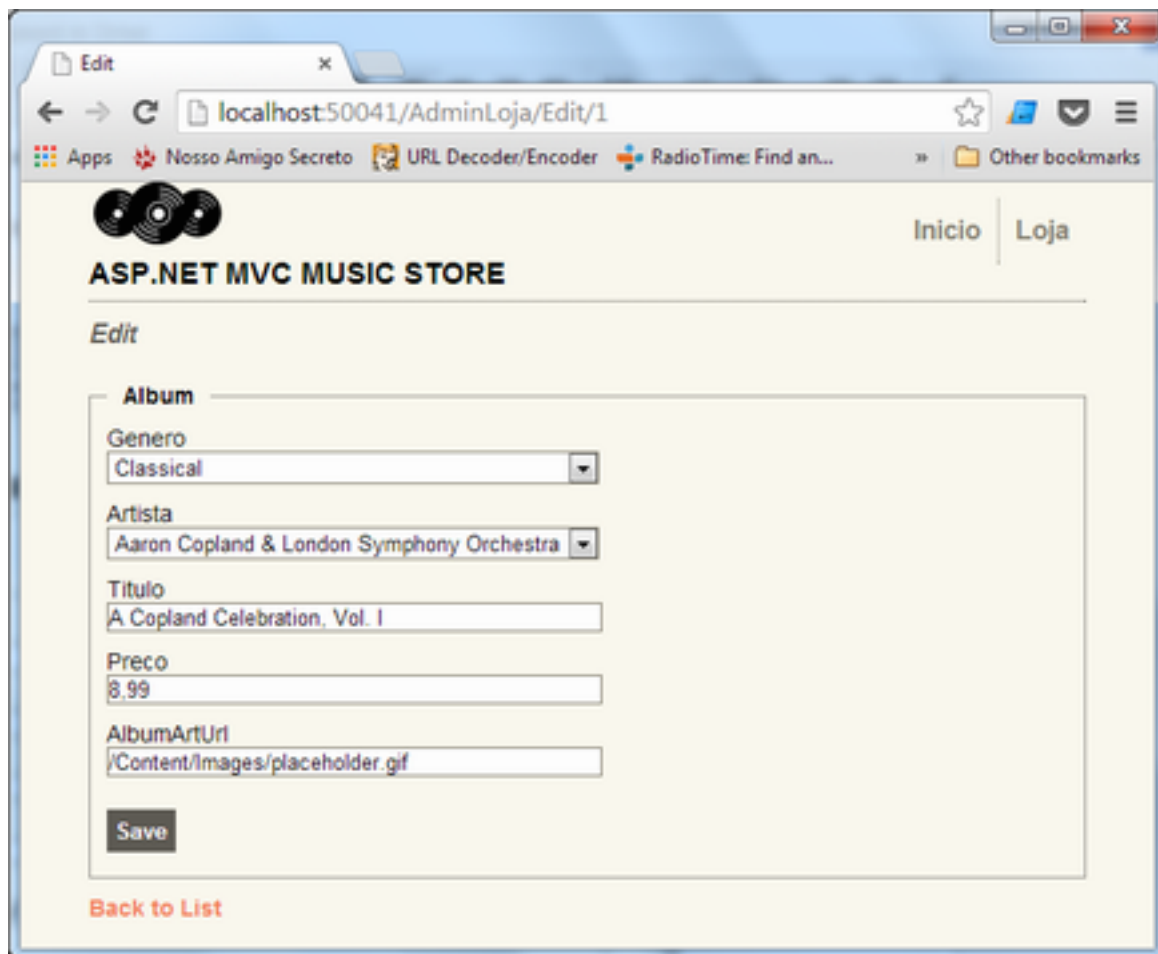 Edit
localhost:50041/AdminLoja/Edit/1
Apps Nosso Amigo Secreto URL Decoder/Encoder RadioTime: Find an... » Other bookmarks
Inicio Loja
ASP.NET MVC MUSIC STORE
Edit
Album
Genero
Classical
Artista
Aaron Copland & London Symphony Orchestra
Titulo
A Copland Celebration, Vol. I
Preco
8,99
AlbumArtUrl
/Content/Images/placeholder.gif
Save
Back to List